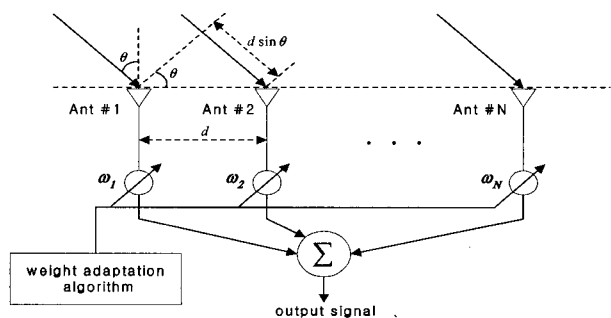 θ
θ
d sin θ
Ant #1
Ant #2
Ant #N
d
. . .
ω1
ω2
ωN
Σ
weight adaptation
algorithm
output signal